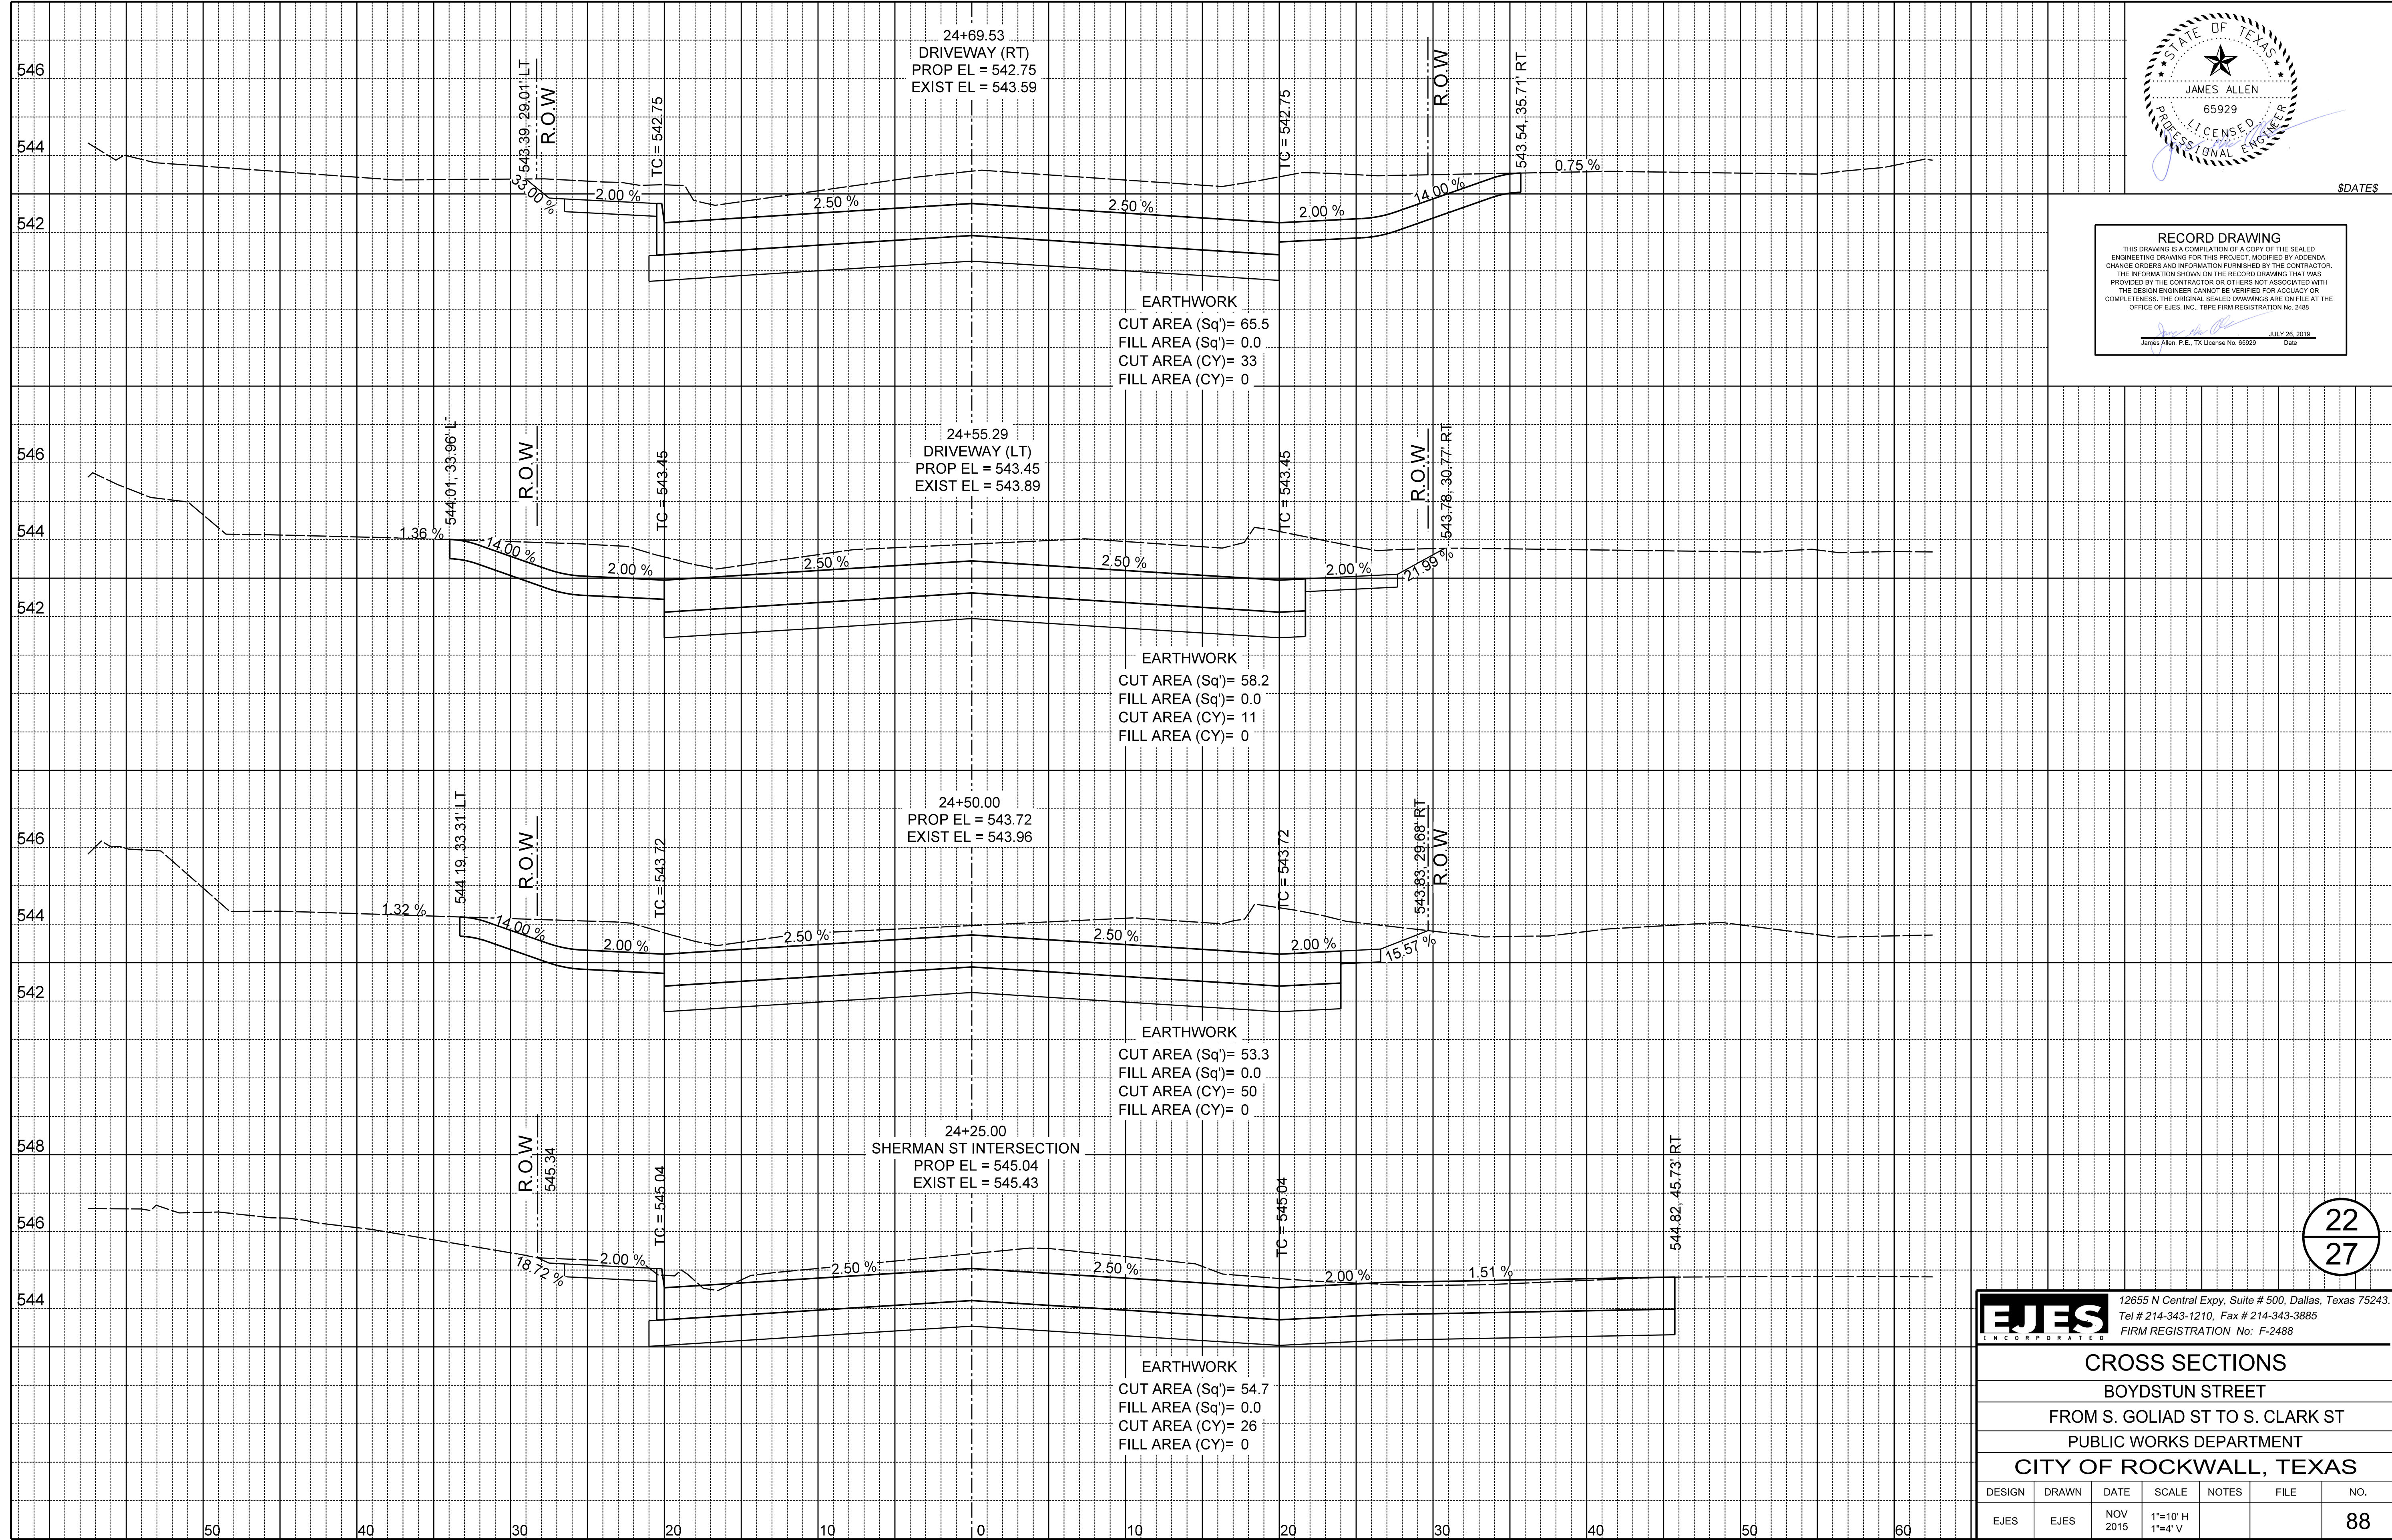 24+69.53
DRIVEWAY (RT)
PROP EL = 542.75
EXIST EL = 543.59
546
544
542
543.39, 29.01' LT
R.O.W
TC = 542.75
TC = 542.75
R.O.W
543.54, 35.71' RT
33.00 %
2.00 %
2.50 %
2.50 %
2.00 %
14.00 %
0.75 %
EARTHWORK
CUT AREA (Sq')= 65.5
FILL AREA (Sq')= 0.0
CUT AREA (CY)= 33
FILL AREA (CY)= 0
24+55.29
DRIVEWAY (LT)
PROP EL = 543.45
EXIST EL = 543.89
546
544
542
544.01, 33.96' L
R.O.W
TC = 543.45
TC = 543.45
R.O.W
543.78, 30.77' RT
1.36 %
14.00 %
2.00 %
2.50 %
2.50 %
2.00 %
21.99 %
EARTHWORK
CUT AREA (Sq')= 58.2
FILL AREA (Sq')= 0.0
CUT AREA (CY)= 11
FILL AREA (CY)= 0
24+50.00
PROP EL = 543.72
EXIST EL = 543.96
546
544
542
544.19, 33.31' LT
R.O.W
TC = 543.72
TC = 543.72
543.83, 29.68' RT
R.O.W
1.32 %
14.00 %
2.00 %
2.50 %
2.50 %
2.00 %
15.57 %
EARTHWORK
CUT AREA (Sq')= 53.3
FILL AREA (Sq')= 0.0
CUT AREA (CY)= 50
FILL AREA (CY)= 0
24+25.00
SHERMAN ST INTERSECTION
PROP EL = 545.04
EXIST EL = 545.43
548
546
544
R.O.W
545.34
TC = 545.04
TC = 545.04
544.82, 45.73' RT
18.72 %
2.00 %
2.50 %
2.50 %
2.00 %
1.51 %
EARTHWORK
CUT AREA (Sq')= 54.7
FILL AREA (Sq')= 0.0
CUT AREA (CY)= 26
FILL AREA (CY)= 0
50 40 30 20 10 0 10 20 30 40 50 60
STATE OF TEXAS
JAMES ALLEN
65929
LICENSED
PROFESSIONAL ENGINEER
$DATE$
RECORD DRAWING
THIS DRAWING IS A COMPILATION OF A COPY OF THE SEALED
ENGINEETING DRAWING FOR THIS PROJECT, MODIFIED BY ADDENDA,
CHANGE ORDERS AND INFORMATION FURNISHED BY THE CONTRACTOR.
THE INFORMATION SHOWN ON THE RECORD DRAWING THAT WAS
PROVIDED BY THE CONTRACTOR OR OTHERS NOT ASSOCIATED WITH
THE DESIGN ENGINEER CANNOT BE VERIFIED FOR ACCUACY OR
COMPLETENESS. THE ORIGINAL SEALED DWAWINGS ARE ON FILE AT THE
OFFICE OF EJES, INC., TBPE FIRM REGISTRATION No. 2488
JULY 26, 2019
James Allen, P.E., TX License No. 65929 Date
22
27
EJES
INCORPORATED
12655 N Central Expy, Suite # 500, Dallas, Texas 75243.
Tel # 214-343-1210, Fax # 214-343-3885
FIRM REGISTRATION No: F-2488
CROSS SECTIONS
BOYDSTUN STREET
FROM S. GOLIAD ST TO S. CLARK ST
PUBLIC WORKS DEPARTMENT
CITY OF ROCKWALL, TEXAS
DESIGN DRAWN DATE SCALE NOTES FILE NO.
EJES EJES NOV 2015 1"=10' H 1"=4' V 88